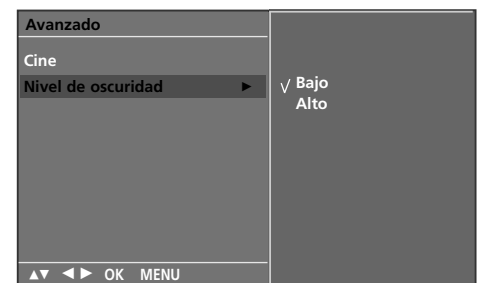 Avanzado
Cine
Nivel de oscuridad ►
√ Bajo
Alto
▲▼ ◄ ► OK MENU